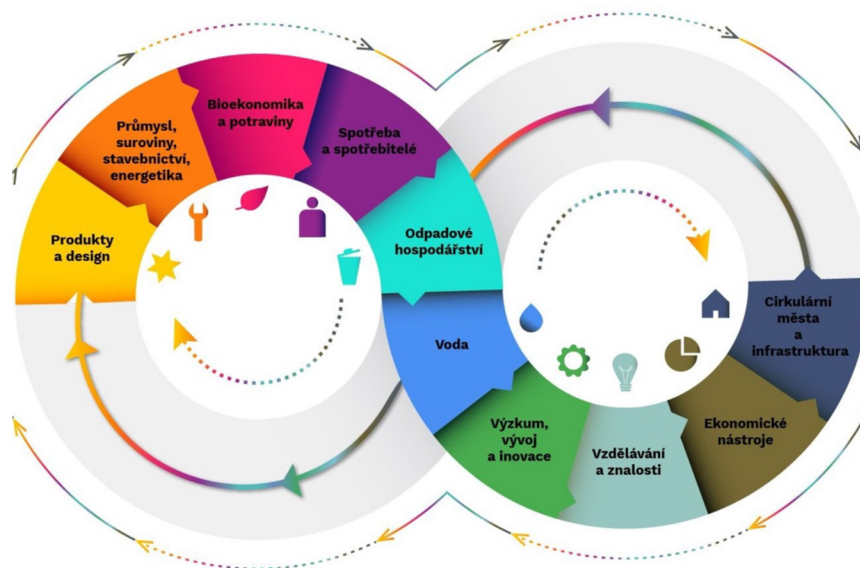 Produkty
a design
Průmysl,
suroviny,
stavebnictví,
energetika
Bioekonomika
a potraviny
Spotřeba
a spotřebitelé
Odpadové
hospodářství
Voda
Výzkum,
vývoj
a inovace
Vzdělávání
a znalosti
Ekonomické
nástroje
Cirkulární
města
a
infrastruktura